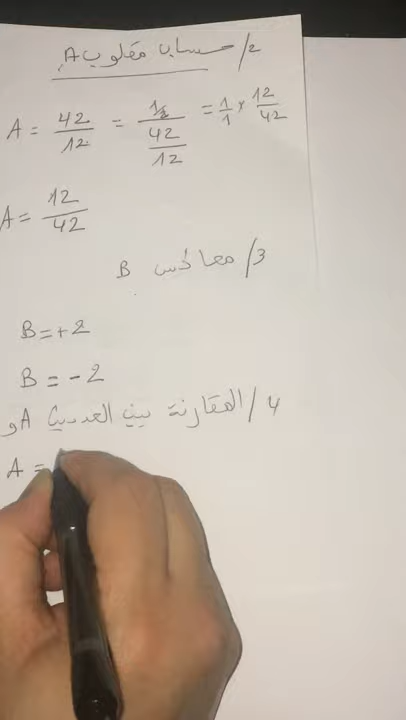 2/ حساب مقلوب A
A = 42/12 = 1/(42/12) = 1/1 × 12/42
A = 12/42
3/ معاكس B
B = +2
B = -2
4/ المقارنة بين العددين A و
A =